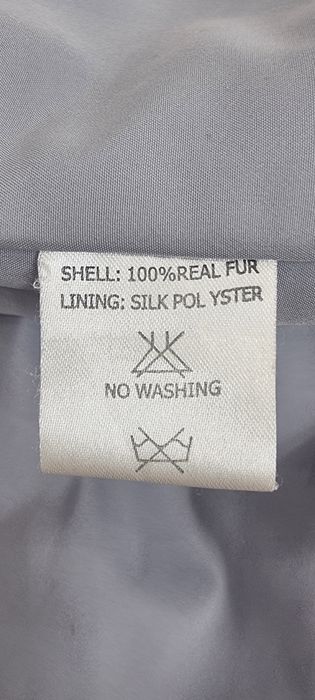 SHELL: 100%REAL FUR
LINING: SILK POL YSTER
NO WASHING